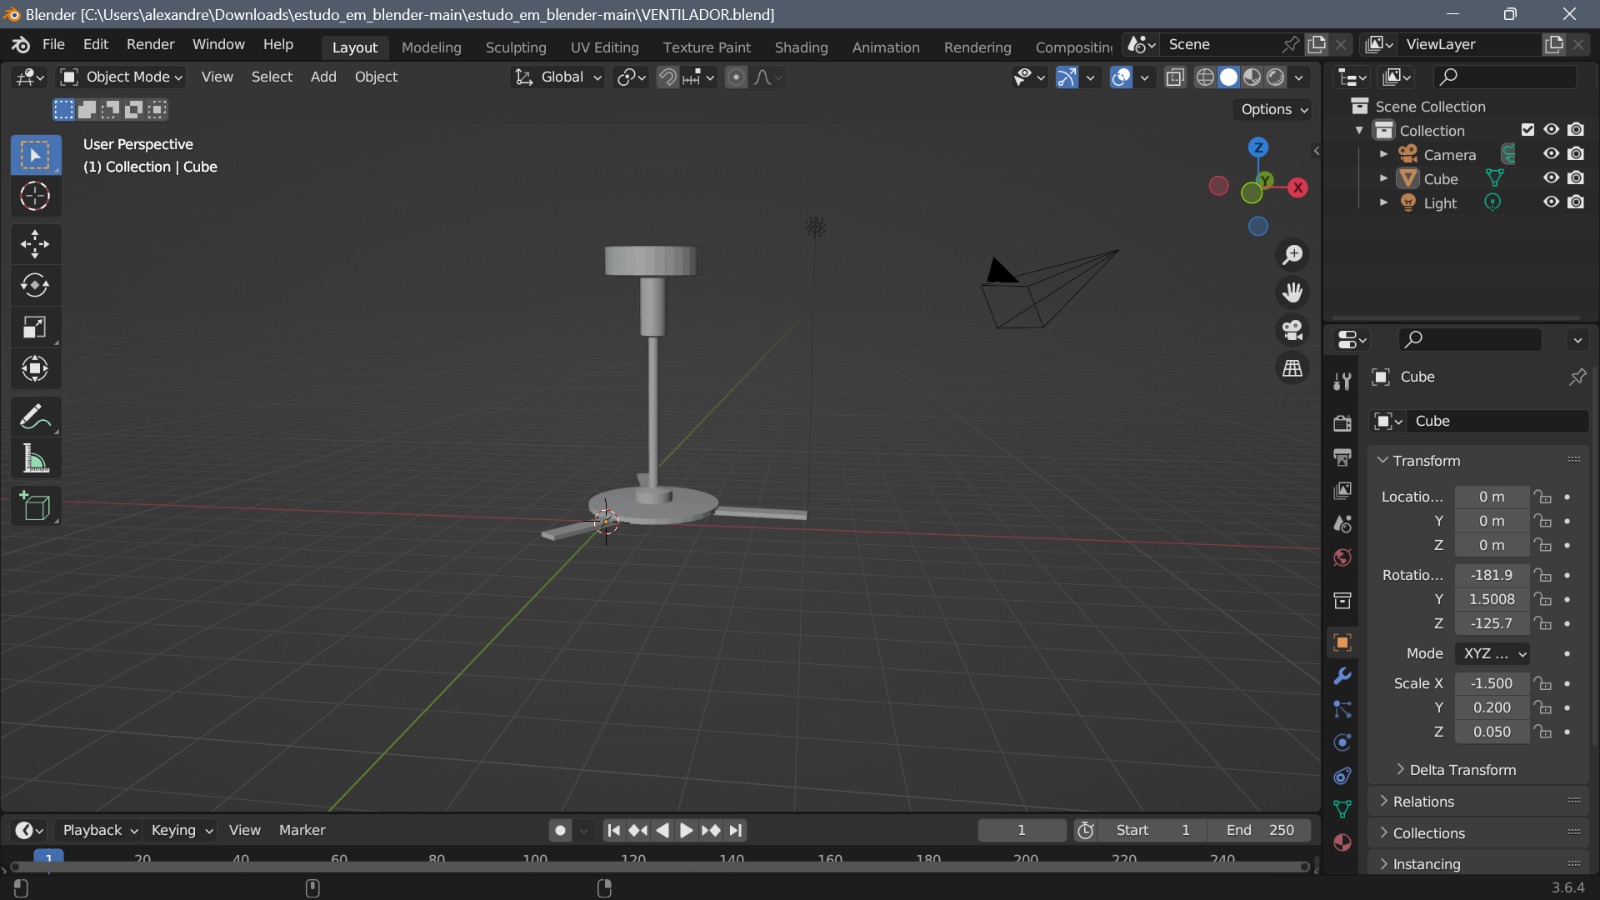 Blender [C:\Users\alexandre\Downloads\estudo_em_blender-main\estudo_em_blender-main\VENTILADOR.blend]
File Edit Render Window Help Layout Modeling Sculpting UV Editing Texture Paint Shading Animation Rendering Compositing Scene ViewLayer
Object Mode View Select Add Object Global
Options
User Perspective
(1) Collection | Cube
Z
Y
X
Scene Collection
Collection
Camera
Cube
Light
Cube
Cube
Transform
Locatio... 0 m
Y 0 m
Z 0 m
Rotatio... -181.9
Y 1.5008
Z -125.7
Mode XYZ ...
Scale X -1.500
Y 0.200
Z 0.050
Delta Transform
Relations
Collections
Instancing
Playback Keying View Marker 1 Start 1 End 250
1 20 40 60 80 100 120 140 160 180 200 220 240
3.6.4